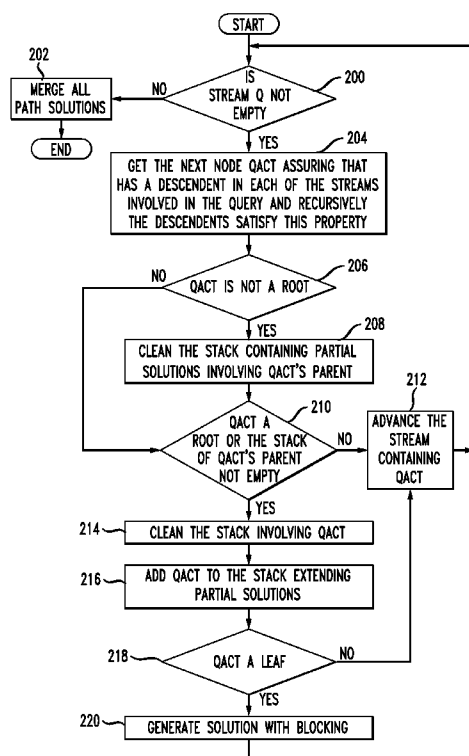 START
202
MERGE ALL
PATH SOLUTIONS
END
NO
IS
STREAM Q NOT
EMPTY
200
YES
204
GET THE NEXT NODE QACT ASSURING THAT
HAS A DESCENDENT IN EACH OF THE STREAMS
INVOLVED IN THE QUERY AND RECURSIVELY
THE DESCENDENTS SATISFY THIS PROPERTY
NO
QACT IS NOT A ROOT
206
YES
208
CLEAN THE STACK CONTAINING PARTIAL
SOLUTIONS INVOLVING QACT'S PARENT
210
QACT A
ROOT OR THE STACK
OF QACT'S PARENT
NOT EMPTY
NO
212
ADVANCE THE
STREAM
CONTAINING
QACT
YES
214
CLEAN THE STACK INVOLVING QACT
216
ADD QACT TO THE STACK EXTENDING
PARTIAL SOLUTIONS
218
QACT A LEAF
NO
YES
220
GENERATE SOLUTION WITH BLOCKING